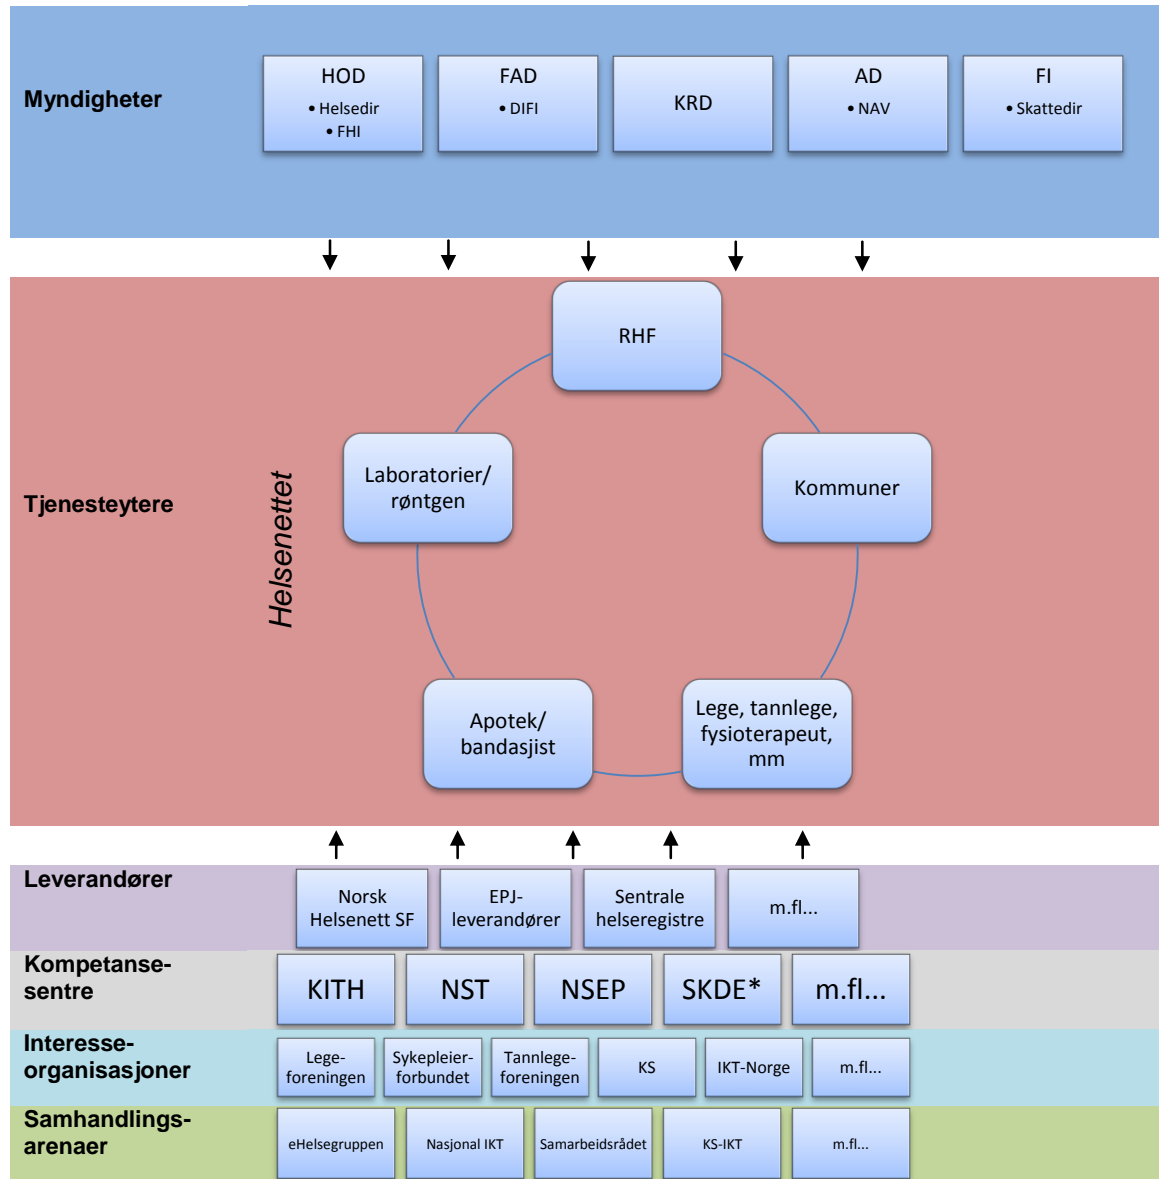 Myndigheter
HOD
• Helsedir
• FHI
FAD
• DIFI
KRD
AD
• NAV
FI
• Skattedir
Tjenesteytere
Helsenettet
RHF
Laboratorier/
røntgen
Kommuner
Apotek/
bandasjist
Lege, tannlege,
fysioterapeut,
mm
Leverandører
Norsk
Helsenett SF
EPJ-
leverandører
Sentrale
helseregistre
m.fl...
Kompetanse-
sentre
KITH
NST
NSEP
SKDE*
m.fl...
Interesse-
organisasjoner
Lege-
foreningen
Sykepleier-
forbundet
Tannlege-
foreningen
KS
IKT-Norge
m.fl...
Samhandlings-
arenaer
eHelsegruppen
Nasjonal IKT
Samarbeidsrådet
KS-IKT
m.fl...